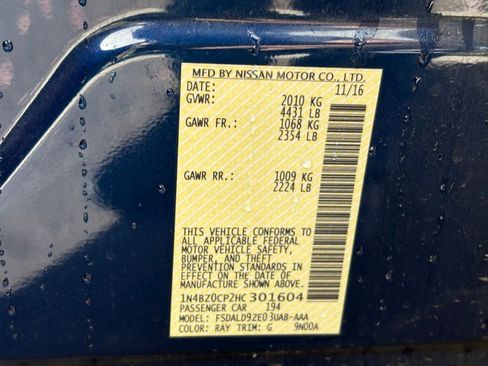 MFD BY NISSAN MOTOR CO., LTD.
DATE: 11/16
GVWR: 2010 KG
4431 LB
GAWR FR: 1068 KG
2354 LB
GAWR RR: 1009 KG
2224 LB
THIS VEHICLE CONFORMS TO
ALL APPLICABLE FEDERAL
MOTOR VEHICLE SAFETY,
BUMPER, AND THEFT
PREVENTION STANDARDS IN
EFFECT ON THE DATE OF
MANUFACTURE SHOWN ABOVE.
1N4BZ0CP2HC 301604
PASSENGER CAR 194
MODEL: FSDALD9ZE03UAB-AAA
COLOR: RAY TRIM: G 9N00A